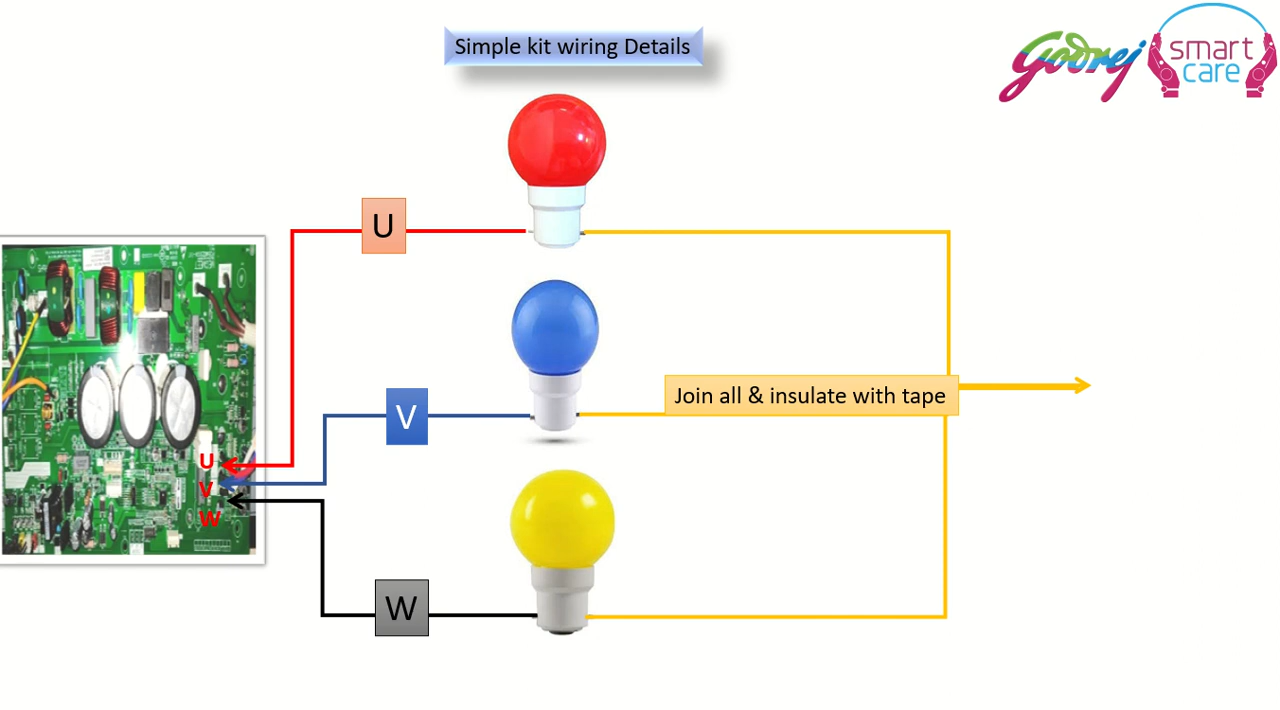 Simple kit wiring Details
Godrej smart care
U
V
Join all & insulate with tape
U
V
W
W